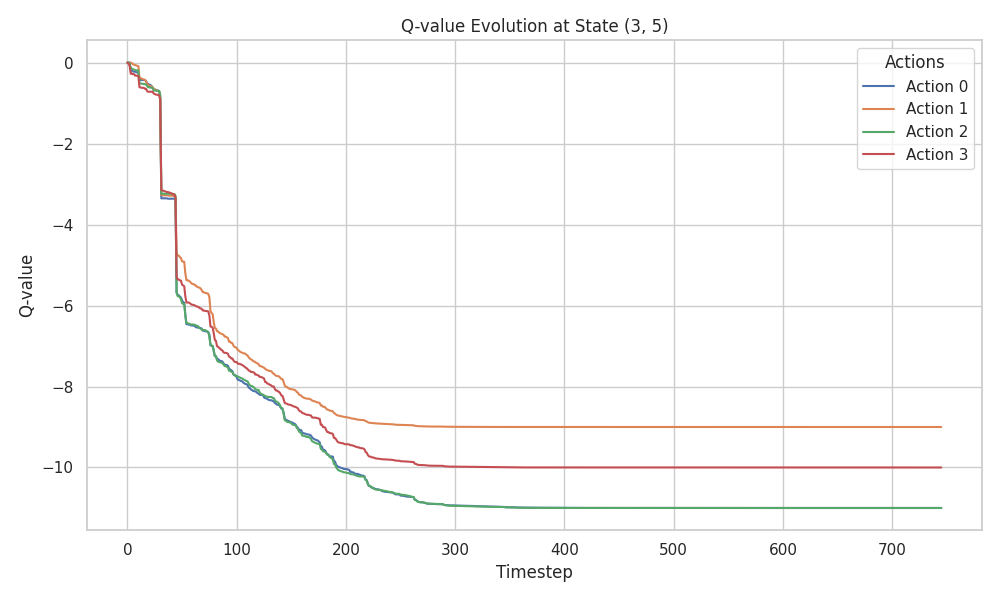 Q-value Evolution at State (3, 5)
Actions
Action 0
Action 1
Action 2
Action 3
Q-value
0
−2
−4
−6
−8
−10
0 100 200 300 400 500 600 700
Timestep